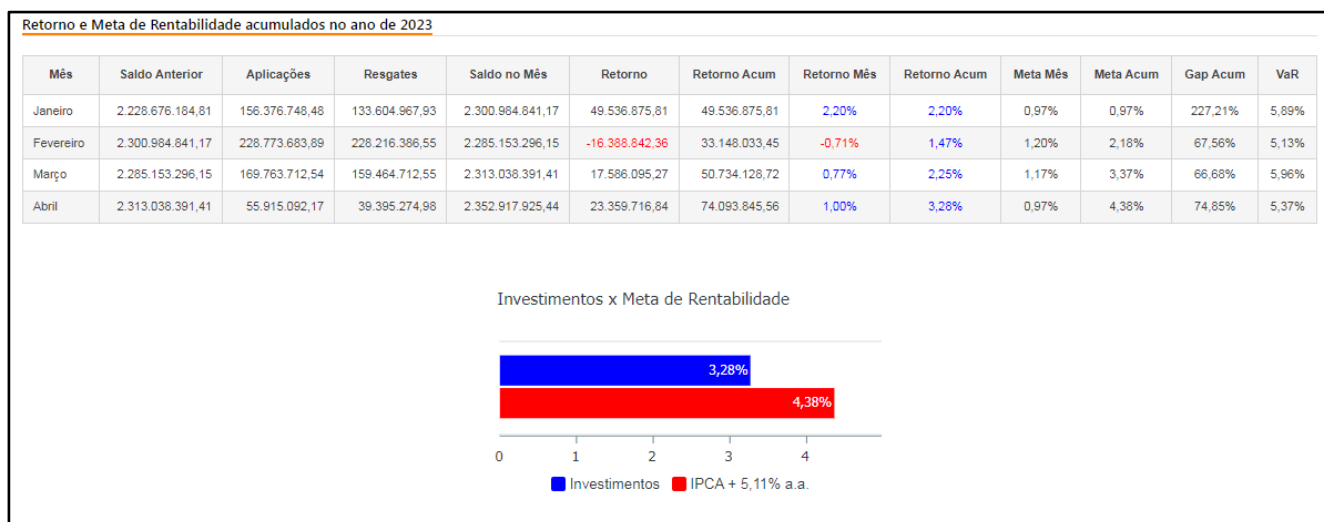 Retorno e Meta de Rentabilidade acumulados no ano de 2023
Mês Saldo Anterior Aplicações Resgates Saldo no Mês Retorno Retorno Acum Retorno Mês Retorno Acum Meta Mês Meta Acum Gap Acum VaR
Janeiro 2.228.676.184,81 156.376.748,48 133.604.967,93 2.300.984.841,17 49.536.875,81 49.536.875,81 2,20% 2,20% 0,97% 0,97% 227,21% 5,89%
Fevereiro 2.300.984.841,17 228.773.683,89 228.216.386,55 2.285.153.296,15 -16.388.842,36 33.148.033,45 -0,71% 1,47% 1,20% 2,18% 67,56% 5,13%
Março 2.285.153.296,15 169.763.712,54 159.464.712,55 2.313.038.391,41 17.586.095,27 50.734.128,72 0,77% 2,25% 1,17% 3,37% 66,68% 5,96%
Abril 2.313.038.391,41 55.915.092,17 39.395.274,98 2.352.917.925,44 23.359.716,84 74.093.845,56 1,00% 3,28% 0,97% 4,38% 74,85% 5,37%
Investimentos x Meta de Rentabilidade
3,28%
4,38%
0 1 2 3 4
Investimentos IPCA + 5,11% a.a.